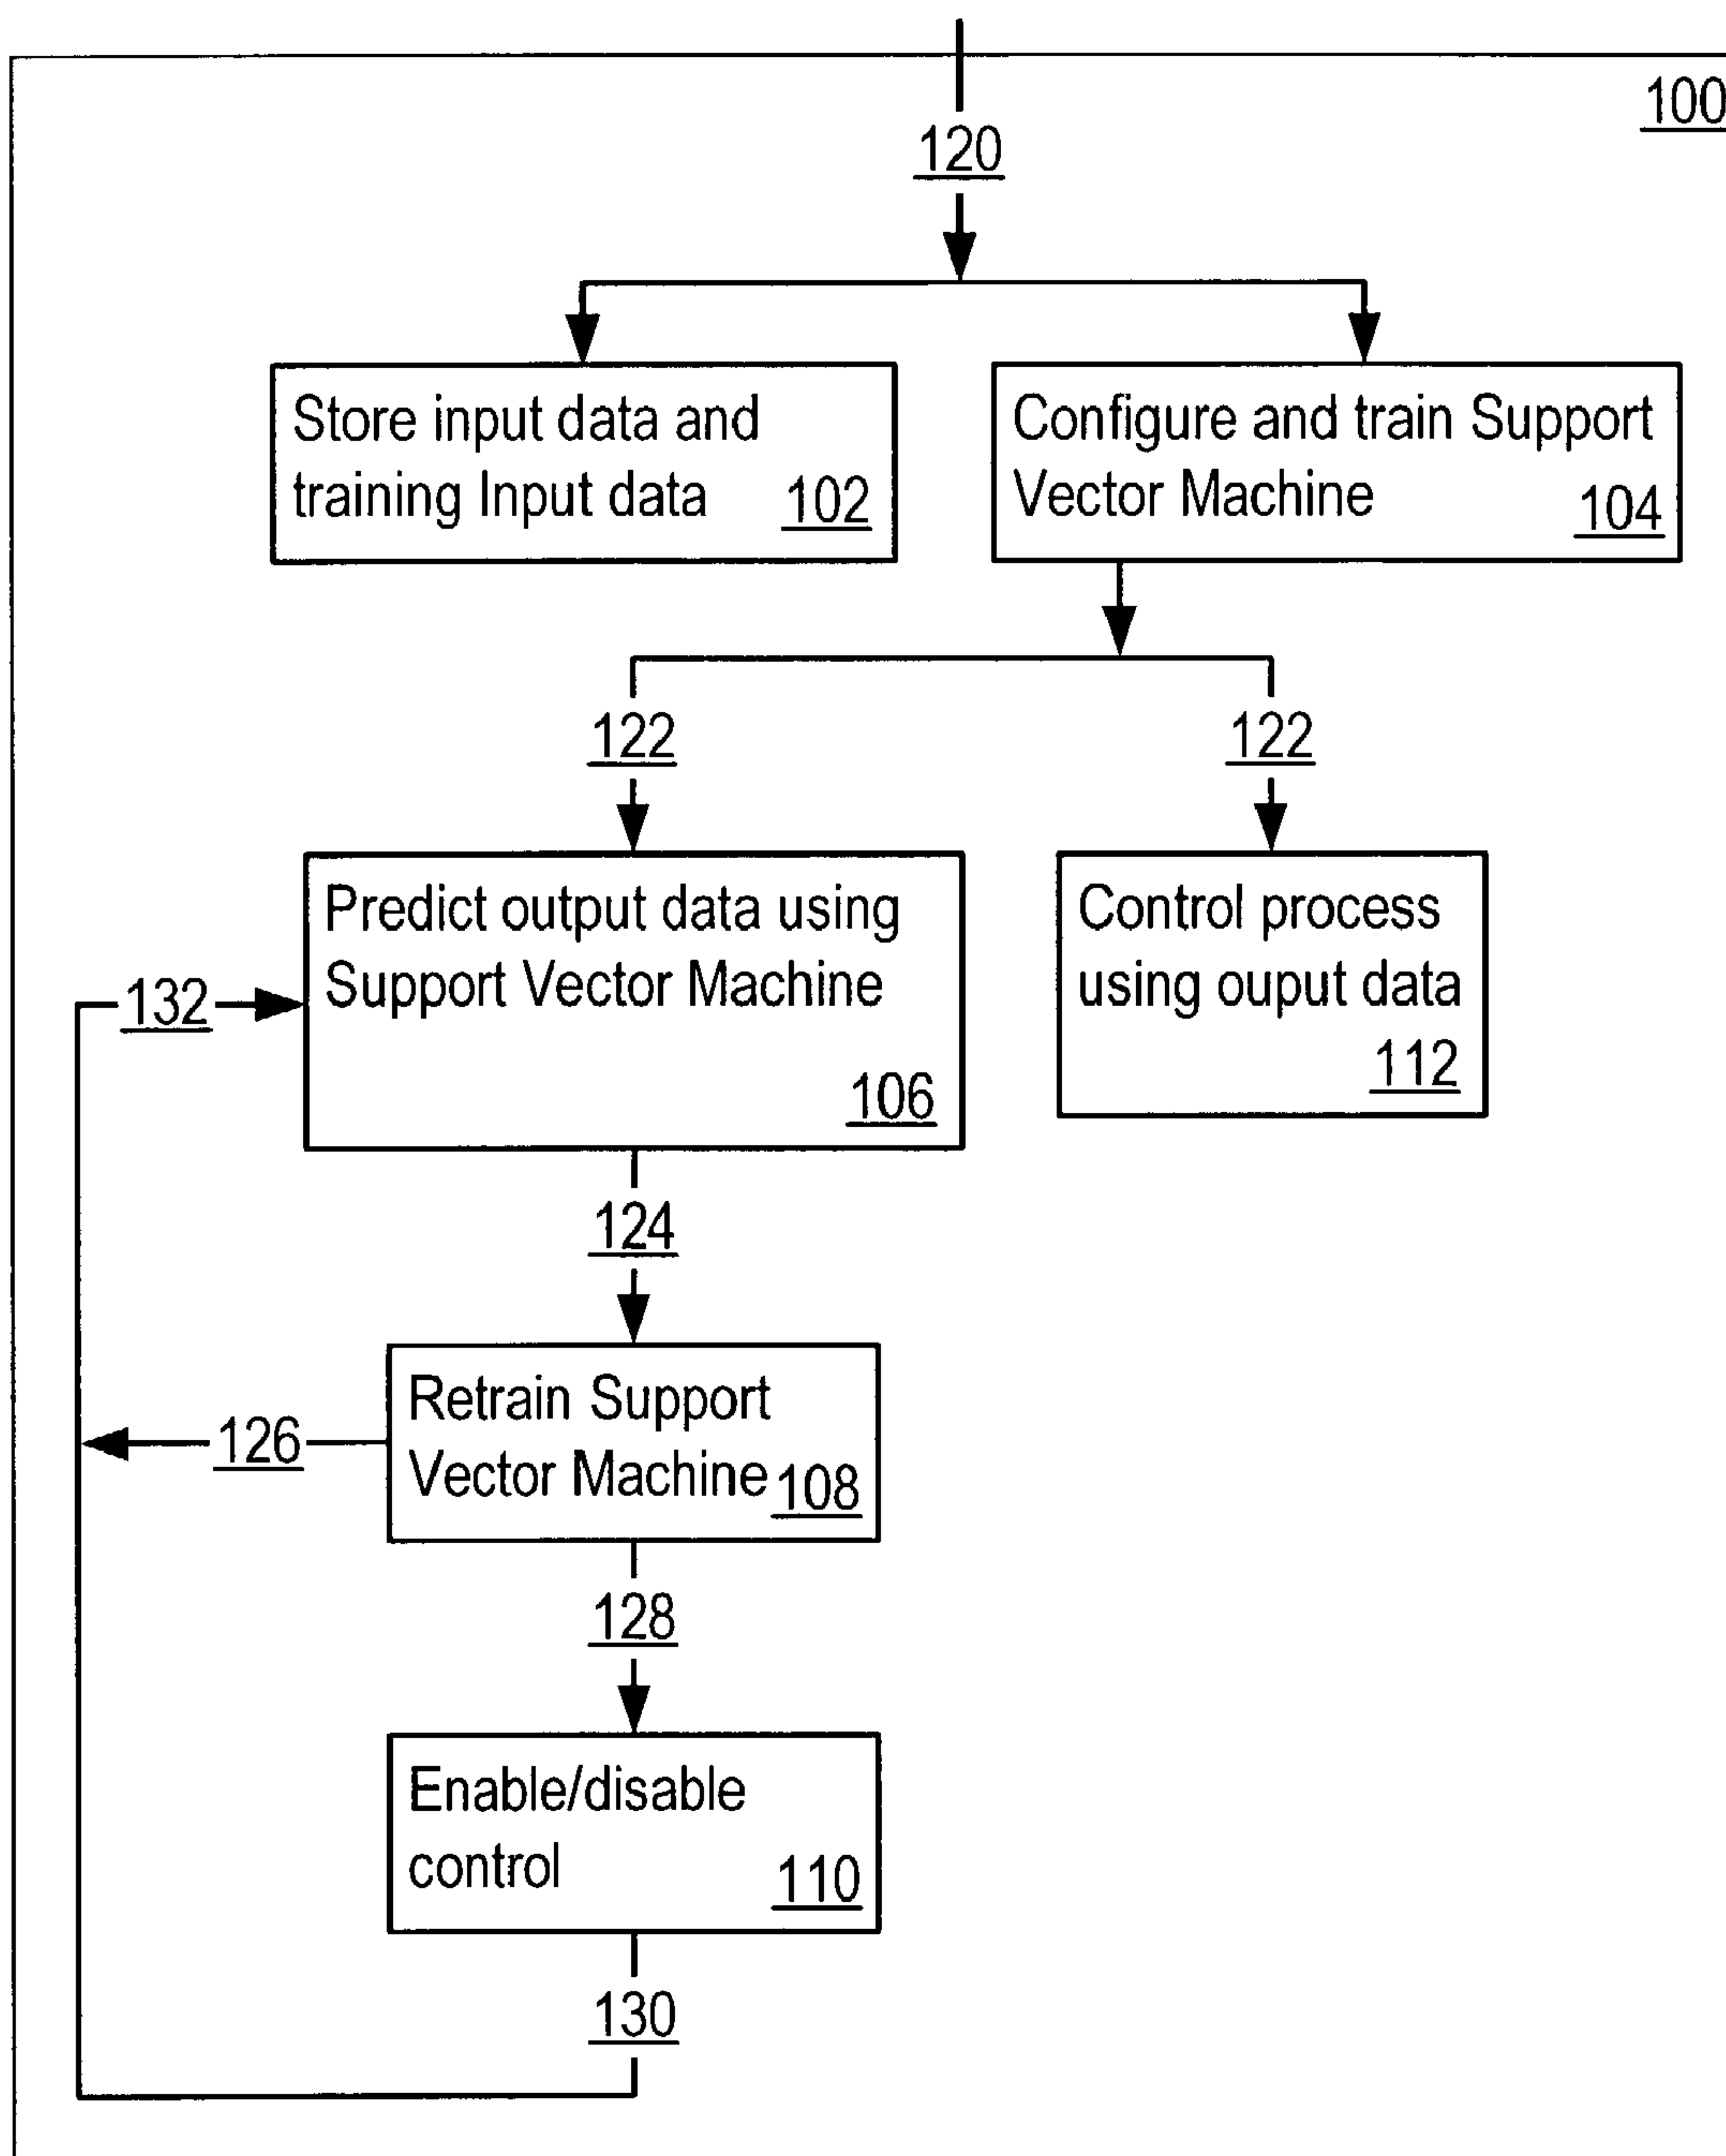 100
120
Store input data and
training Input data 102
Configure and train Support
Vector Machine 104
122
122
Predict output data using
Support Vector Machine
106
Control process
using ouput data
112
132
124
Retrain Support
Vector Machine 108
126
128
Enable/disable
control 110
130